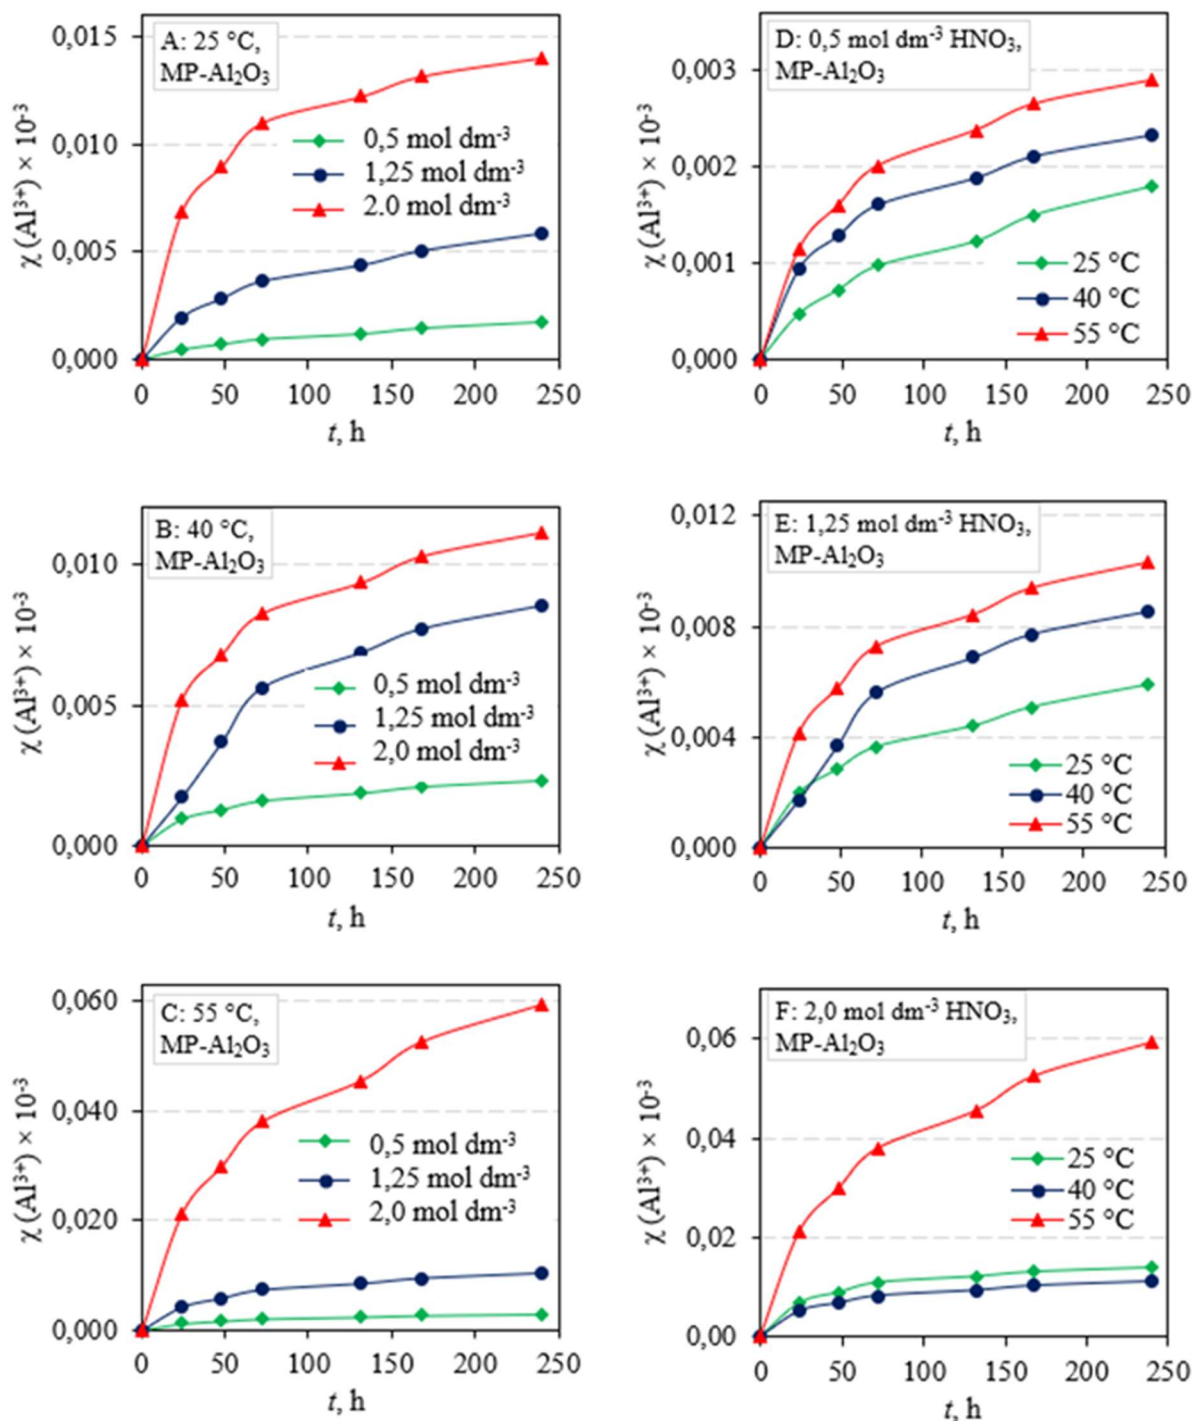 A: 25 °C,
MP-Al₂O₃
0,015
0,010
0,005
0,000
χ (Al³⁺) × 10⁻³
0,5 mol dm⁻³
1,25 mol dm⁻³
2.0 mol dm⁻³
0 50 100 150 200 250
t, h
D: 0,5 mol dm⁻³ HNO₃,
MP-Al₂O₃
0,003
0,002
0,001
0,000
χ (Al³⁺) × 10⁻³
25 °C
40 °C
55 °C
0 50 100 150 200 250
t, h
B: 40 °C,
MP-Al₂O₃
0,010
0,005
0,000
χ (Al³⁺) × 10⁻³
0,5 mol dm⁻³
1,25 mol dm⁻³
2,0 mol dm⁻³
0 50 100 150 200 250
t, h
E: 1,25 mol dm⁻³ HNO₃,
MP-Al₂O₃
0,012
0,008
0,004
0,000
χ (Al³⁺) × 10⁻³
25 °C
40 °C
55 °C
0 50 100 150 200 250
t, h
C: 55 °C,
MP-Al₂O₃
0,060
0,040
0,020
0,000
χ (Al³⁺) × 10⁻³
0,5 mol dm⁻³
1,25 mol dm⁻³
2,0 mol dm⁻³
0 50 100 150 200 250
t, h
F: 2,0 mol dm⁻³ HNO₃,
MP-Al₂O₃
0,06
0,04
0,02
0,00
χ (Al³⁺) × 10⁻³
25 °C
40 °C
55 °C
0 50 100 150 200 250
t, h